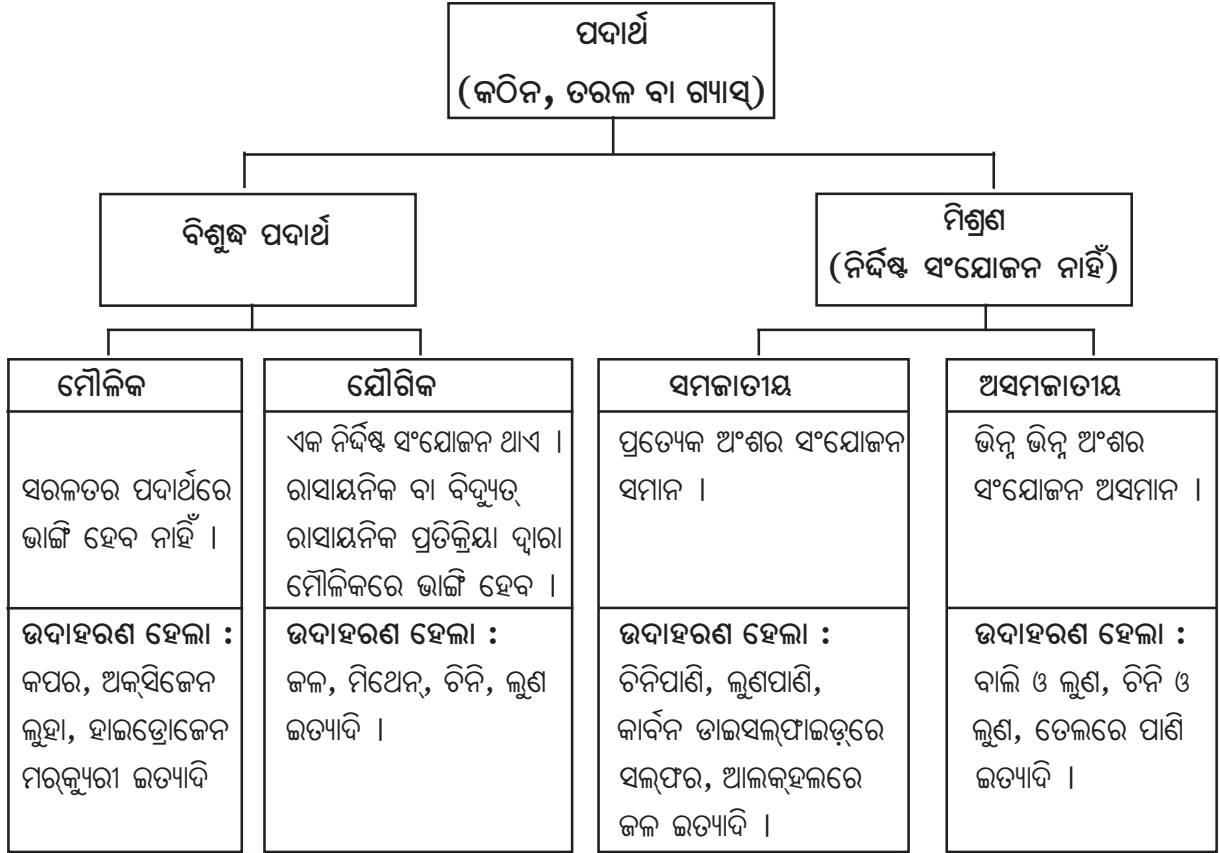 ପଦାର୍ଥ
(କଠିନ, ତରଳ ବା ଗ୍ୟାସ୍)
ବିଶୁଦ୍ଧ ପଦାର୍ଥ
ମିଶ୍ରଣ
(ନିର୍ଦ୍ଦିଷ୍ଟ ସଂଯୋଜନ ନାହିଁ)
ମୌଳିକ
ସରଳତର ପଦାର୍ଥରେ
ଭାଙ୍ଗି ହେବ ନାହିଁ ।
ଉଦାହରଣ ହେଲା :
କପର, ଅକ୍‌ସିଜେନ
ଲୁହା, ହାଇଡ୍ରୋଜେନ
ମର୍‌କ୍ୟୁରୀ ଇତ୍ୟାଦି
ଯୌଗିକ
ଏକ ନିର୍ଦ୍ଦିଷ୍ଟ ସଂଯୋଜନ ଥାଏ ।
ରାସାୟନିକ ବା ବିଦ୍ୟୁତ୍
ରାସାୟନିକ ପ୍ରତିକ୍ରିୟା ଦ୍ୱାରା
ମୌଳିକରେ ଭାଙ୍ଗି ହେବ ।
ଉଦାହରଣ ହେଲା :
ଜଳ, ମିଥେନ୍, ଚିନି, ଲୁଣ
ଇତ୍ୟାଦି ।
ସମଜାତୀୟ
ପ୍ରତ୍ୟେକ ଅଂଶର ସଂଯୋଜନ
ସମାନ ।
ଉଦାହରଣ ହେଲା :
ଚିନିପାଣି, ଲୁଣପାଣି,
କାର୍ବନ ଡାଇସଲ୍‌ଫାଇଡ଼୍‌ରେ
ସଲ୍‌ଫର, ଆଲକ୍‌ହଲରେ
ଜଳ ଇତ୍ୟାଦି ।
ଅସମଜାତୀୟ
ଭିନ୍ନ ଭିନ୍ନ ଅଂଶର
ସଂଯୋଜନ ଅସମାନ ।
ଉଦାହରଣ ହେଲା :
ବାଲି ଓ ଲୁଣ, ଚିନି ଓ
ଲୁଣ, ତେଲରେ ପାଣି
ଇତ୍ୟାଦି ।